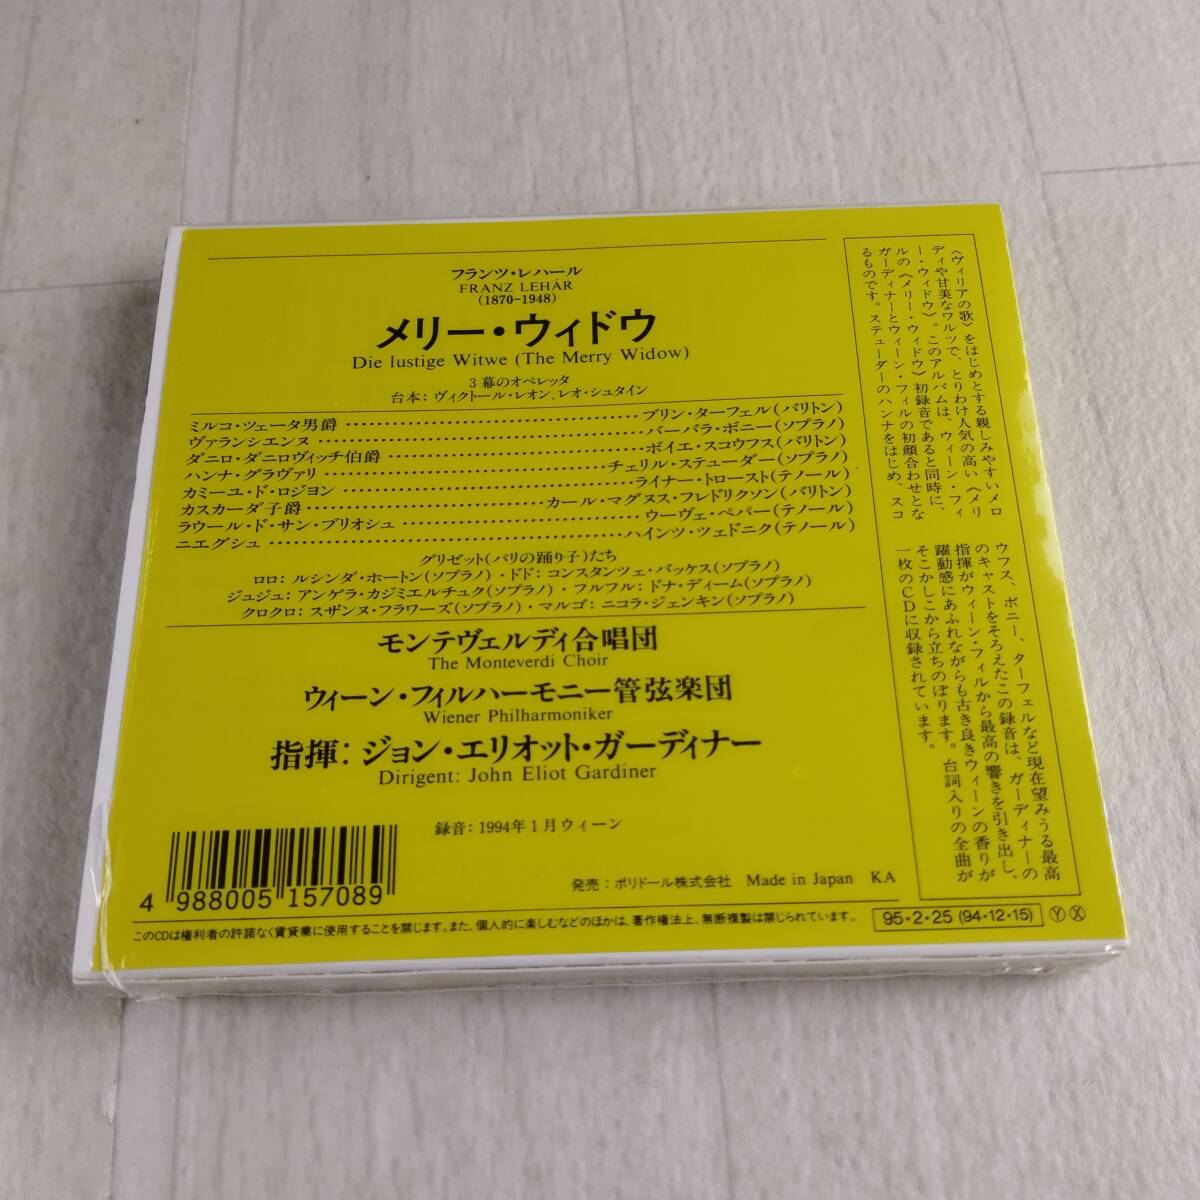 フランツ・レハール
FRANZ LEHÁR
(1870-1948)
メリー・ウィドウ
Die lustige Witwe (The Merry Widow)
3幕のオペレッタ
台本：ヴィクトール・レオン、レオ・シュタイン
ミルコ・ツェータ男爵 ………… ブリン・ターフェル(バリトン)
ヴァランシエンヌ ………… バーバラ・ボニー(ソプラノ)
ダニロ・ダニロヴィッチ伯爵 ………… ボイエ・スコウフス(バリトン)
ハンナ・グラヴァリ ………… チェリル・ステューダー(ソプラノ)
カミーユ・ド・ロジヨン ………… ライナー・トロースト(テノール)
カスカーダ子爵 ………… カール・マグヌス・フレドリクソン(バリトン)
ラウール・ド・サン・ブリオシュ ………… ウーヴェ・ペパー(テノール)
ニエグシュ ………… ハインツ・ツェドニク(テノール)
グリゼット(パリの踊り子)たち
ロロ：ルシンダ・ホートン(ソプラノ)・ドド：コンスタンツェ・バッケス(ソプラノ)
ジュジュ：アンゲラ・カジミエルチュク(ソプラノ)・フルフル：ドナ・ディーム(ソプラノ)
クロクロ：スザンヌ・フラワーズ(ソプラノ)・マルゴ：ニコラ・ジェンキン(ソプラノ)
モンテヴェルディ合唱団
The Monteverdi Choir
ウィーン・フィルハーモニー管弦楽団
Wiener Philharmoniker
指揮：ジョン・エリオット・ガーディナー
Dirigent: John Eliot Gardiner
録音：1994年1月ウィーン
4 988005 157089
発売：ポリドール株式会社 Made in Japan KA
このCDは権利者の許諾なく賃貸業に使用することを禁じます。また、個人的に楽しむなどのほかは、著作権法上、無断複製は禁じられています。
95・2・25 (94・12・15) Ⓨ Ⓧ
〈ヴィリアの歌〉をはじめとする親しみやすいメロ
ディや甘美なワルツで、とりわけ人気の高い《メリ
ー・ウィドウ》。このアルバムは、ウィーン・フィ
ルの《メリー・ウィドウ》初録音であると同時に、
ガーディナーとウィーン・フィルの初顔合わせとな
るものです。ステューダーのハンナをはじめ、スコ
ウフス、ボニー、ターフェルなど現在望みうる最高
のキャストをそろえたこの録音は、ガーディナーの
指揮がウィーン・フィルから最高の響きを引き出し、
躍動感にあふれながらも古き良きウィーンの香りが
そこかしこから立ちのぼります。台詞入りの全曲が
一枚のCDに収録されています。